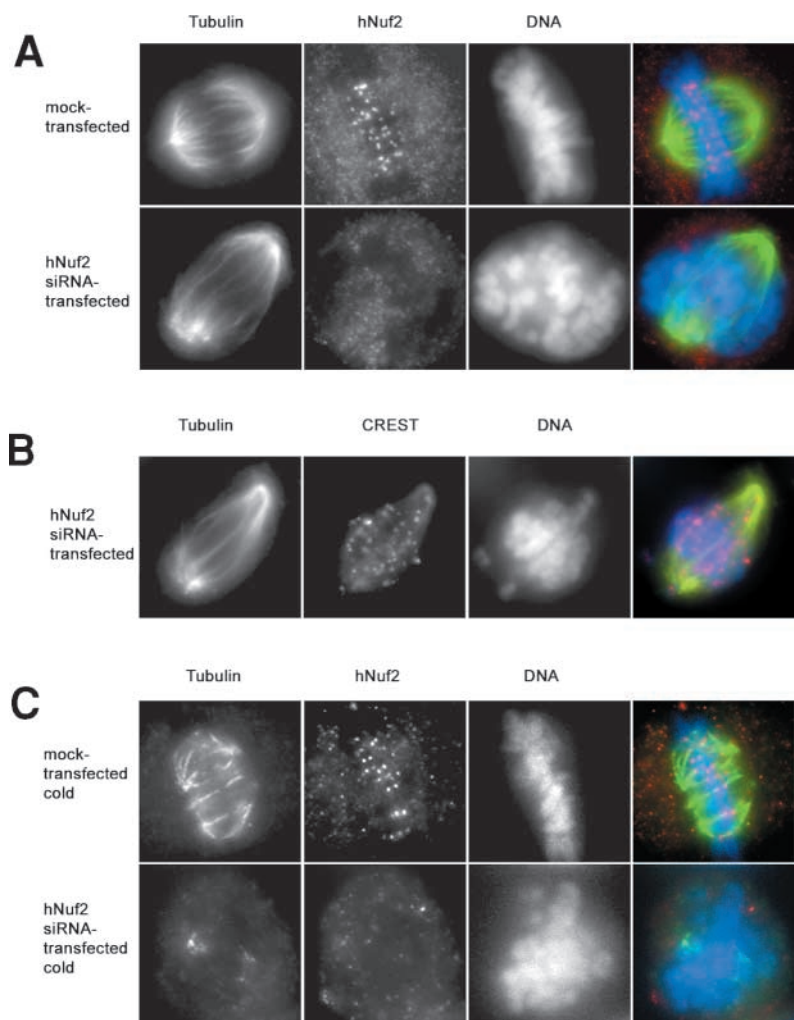 Tubulin hNuf2 DNA
A
mock-
transfected
hNuf2
siRNA-
transfected
Tubulin CREST DNA
B
hNuf2
siRNA-
transfected
Tubulin hNuf2 DNA
C
mock-
transfected
cold
hNuf2
siRNA-
transfected
cold